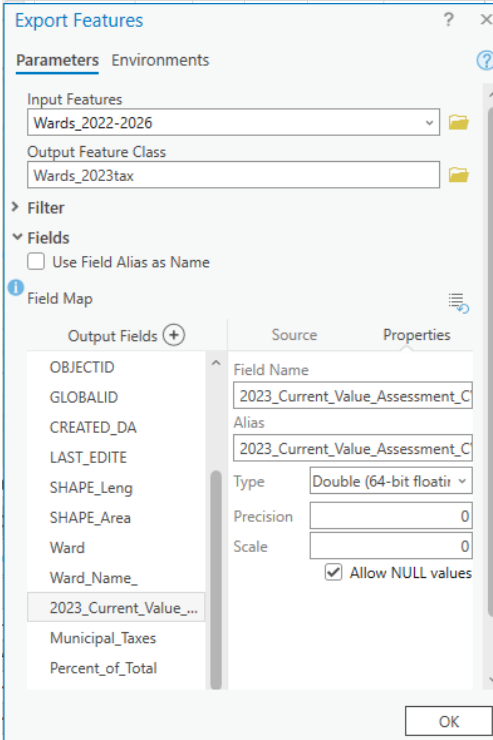 Export Features ? ×
Parameters Environments
?
Input Features
Wards_2022-2026
Output Feature Class
Wards_2023tax
Filter
Fields
Use Field Alias as Name
i
Field Map
Output Fields +
Source Properties
OBJECTID
GLOBALID
CREATED_DA
LAST_EDITE
SHAPE_Leng
SHAPE_Area
Ward
Ward_Name_
2023_Current_Value_...
Municipal_Taxes
Percent_of_Total
Field Name
2023_Current_Value_Assessment_C
Alias
2023_Current_Value_Assessment_C
Type Double (64-bit floatir
Precision 0
Scale 0
Allow NULL values
OK